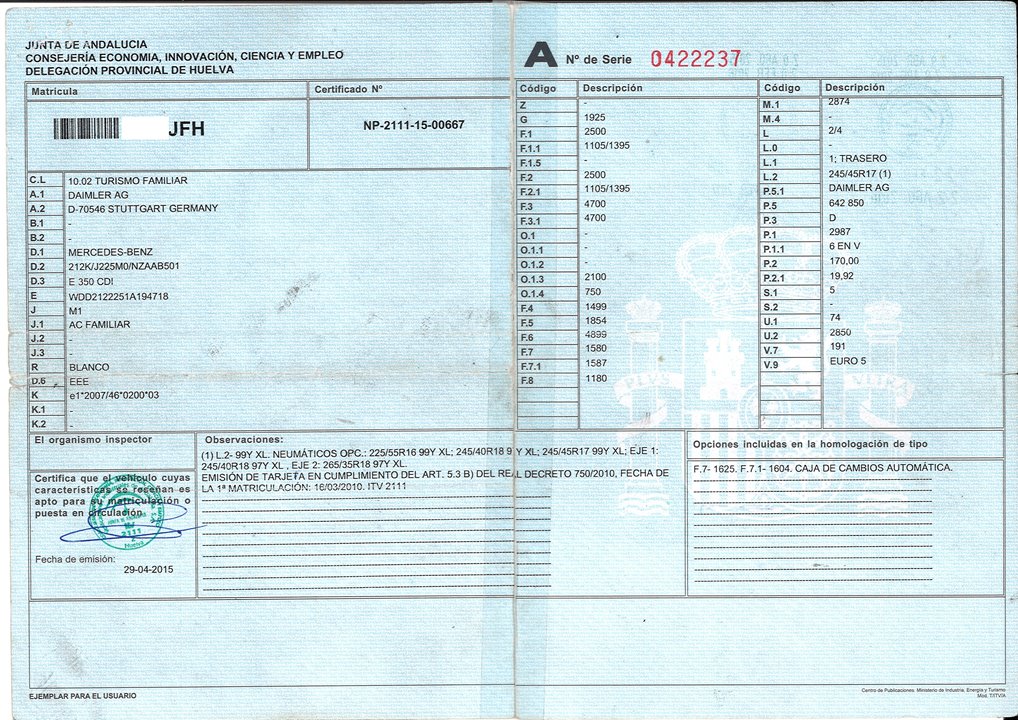 JUNTA DE ANDALUCIA
CONSEJERÍA ECONOMIA, INNOVACIÓN, CIENCIA Y EMPLEO
DELEGACIÓN PROVINCIAL DE HUELVA
A Nº de Serie 0422237
Matrícula
JFH
Certificado Nº
NP-2111-15-00667
C.L 10.02 TURISMO FAMILIAR
A.1 DAIMLER AG
A.2 D-70546 STUTTGART GERMANY
B.1 -
B.2 -
D.1 MERCEDES-BENZ
D.2 212K/J225M0/NZAAB501
D.3 E 350 CDI
E WDD2122251A194718
J M1
J.1 AC FAMILIAR
J.2 -
J.3 -
R BLANCO
D.6 EEE
K e1*2007/46*0200*03
K.1 -
K.2 -
Código Descripción
Z -
G 1925
F.1 2500
F.1.1 1105/1395
F.1.5 -
F.2 2500
F.2.1 1105/1395
F.3 4700
F.3.1 4700
O.1 -
O.1.1 -
O.1.2 -
O.1.3 2100
O.1.4 750
F.4 1499
F.5 1854
F.6 4899
F.7 1580
F.7.1 1587
F.8 1180
Código Descripción
M.1 2874
M.4 -
L 2/4
L.0 -
L.1 1; TRASERO
L.2 245/45R17 (1)
P.5.1 DAIMLER AG
P.5 642 850
P.3 D
P.1 2987
P.1.1 6 EN V
P.2 170,00
P.2.1 19,92
S.1 5
S.2 -
U.1 74
U.2 2850
V.7 191
V.9 EURO 5
El organismo inspector
Certifica que el vehículo cuyas
características se reseñan es
apto para su matriculación o
puesta en circulación
2111
Huelva
Fecha de emisión:
29-04-2015
Observaciones:
(1) L.2- 99Y XL. NEUMÁTICOS OPC.: 225/55R16 99Y XL; 245/40R18 97Y XL; 245/45R17 99Y XL; EJE 1:
245/40R18 97Y XL , EJE 2: 265/35R18 97Y XL.
EMISIÓN DE TARJETA EN CUMPLIMIENTO DEL ART. 5.3 B) DEL REAL DECRETO 750/2010, FECHA DE
LA 1ª MATRICULACIÓN: 16/03/2010. ITV 2111
Opciones incluidas en la homologación de tipo
F.7- 1625. F.7.1- 1604. CAJA DE CAMBIOS AUTOMÁTICA.
EJEMPLAR PARA EL USUARIO
Centro de Publicaciones. Ministerio de Industria, Energía y Turismo
Mod. TITV/A